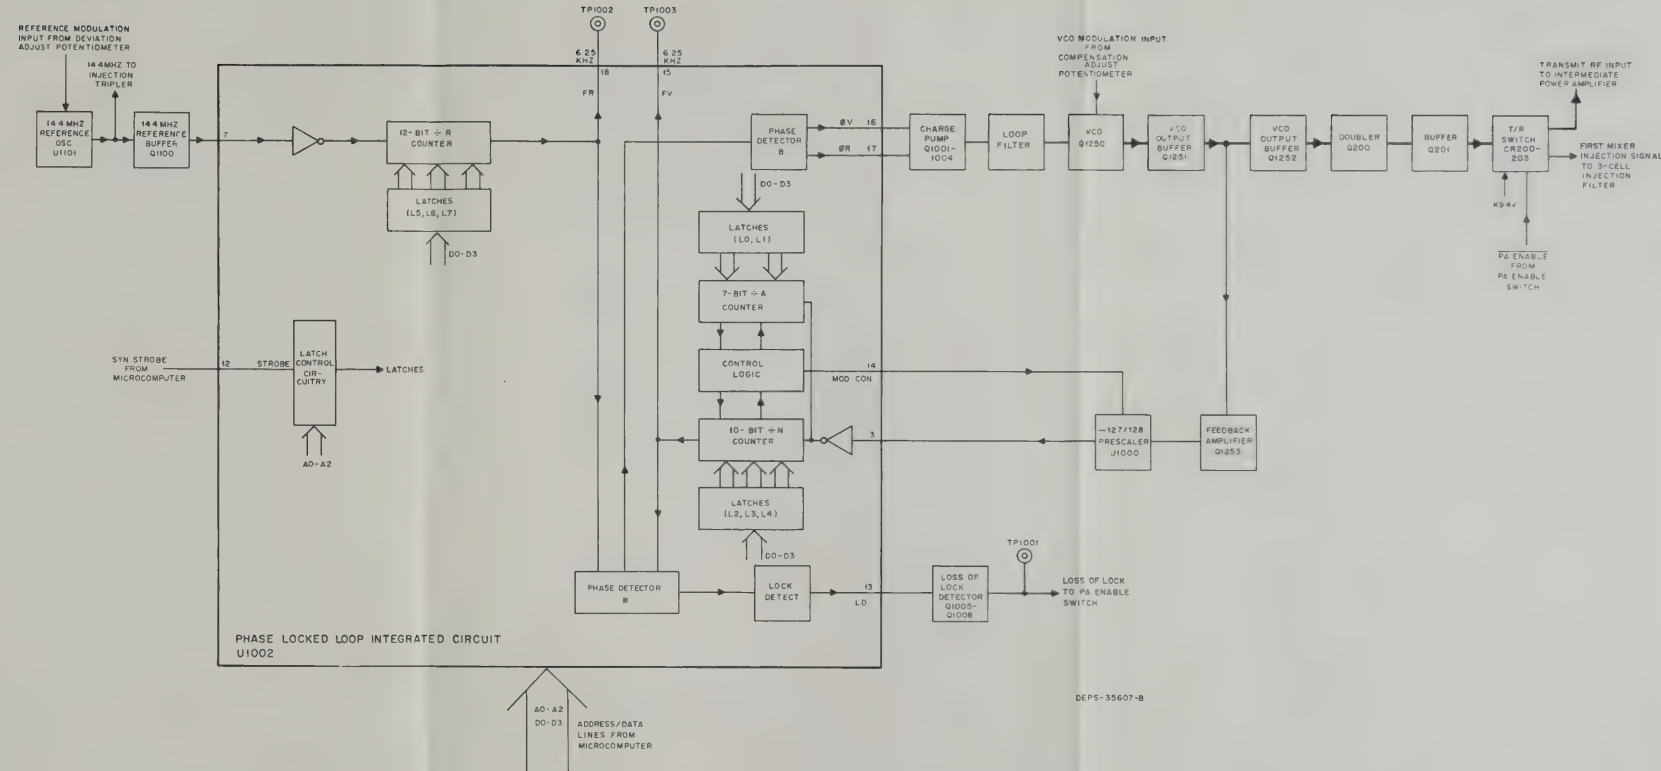 REFERENCE MODULATION
INPUT FROM DEVIATION
ADJUST POTENTIOMETER
14.4MHZ TO
INJECTION
TRIPLER
14.4 MHZ
REFERENCE
OSC
U1101
14.4MHZ
REFERENCE
BUFFER
Q1100
7
12-BIT ÷ R
COUNTER
LATCHES
(L5, L6, L7)
D0-D3
TP1002
TP1003
6.25
KHZ
18
FR
6.25
KHZ
15
FV
SYN STROBE
FROM
MICROCOMPUTER
12
STROBE
LATCH
CONTROL
CIR-
CUITRY
LATCHES
A0-A2
PHASE
DETECTOR
B
ØV
16
ØR
17
D0-D3
LATCHES
(L0, L1)
7-BIT ÷ A
COUNTER
CONTROL
LOGIC
14
MOD CON
10-BIT ÷ N
COUNTER
3
LATCHES
(L2, L3, L4)
D0-D3
PHASE DETECTOR
LOCK
DETECT
13
LD
PHASE LOCKED LOOP INTEGRATED CIRCUIT
U1002
A0-A2
D0-D3
ADDRESS/DATA
LINES FROM
MICROCOMPUTER
CHARGE
PUMP
Q1001-
1004
LOOP
FILTER
VCO MODULATION INPUT
FROM
COMPENSATION
ADJUST
POTENTIOMETER
VCO
Q1250
VCO
OUTPUT
BUFFER
Q1251
VCO
OUTPUT
BUFFER
Q1252
DOUBLER
Q200
BUFFER
Q201
T/R
SWITCH
CR200-
203
TRANSMIT RF INPUT
TO INTERMEDIATE
POWER AMPLIFIER
FIRST MIXER
INJECTION SIGNAL
TO 3-CELL
INJECTION
FILTER
K9.4V
PA ENABLE
FROM
PA ENABLE
SWITCH
-127/128
PRESCALER
U1000
FEEDBACK
AMPLIFIER
Q1253
TP1001
LOSS OF
LOCK
DETECTOR
Q1005-
Q1008
LOSS OF LOCK
TO PA ENABLE
SWITCH
DEPS-35607-B